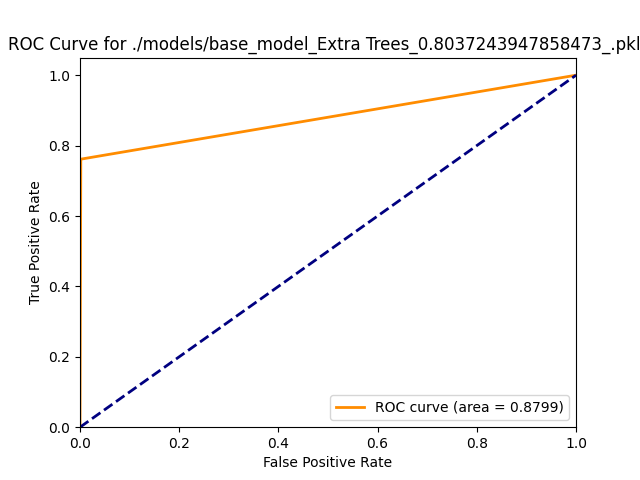 ROC Curve for ./models/base_model_Extra Trees_0.8037243947858473_.pkl
1.0
0.8
0.6
0.4
0.2
0.0
True Positive Rate
ROC curve (area = 0.8799)
0.0 0.2 0.4 0.6 0.8 1.0
False Positive Rate